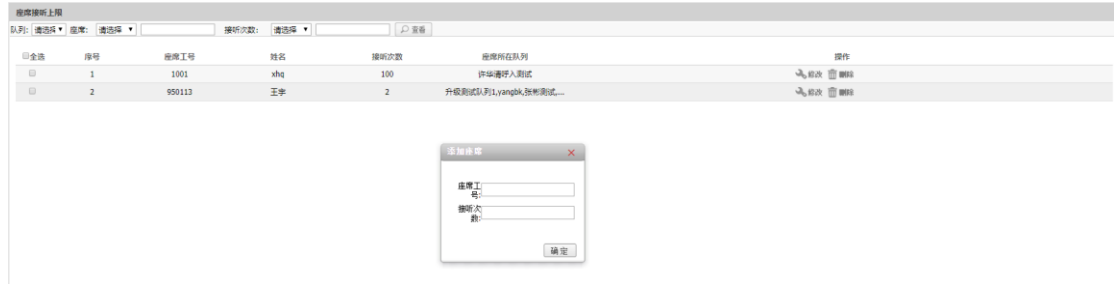 座席接听上限
队列: 请选择 座席: 请选择 接听次数: 请选择 查看
全选 序号 座席工号 姓名 接听次数 座席所在队列 操作
1 1001 xhq 100 许华清呼入测试 修改 删除
2 950113 王宇 2 升级测试队列1,yangbk,张彬测试,.... 修改 删除
添加座席
座席工
号:
接听次
数:
确定